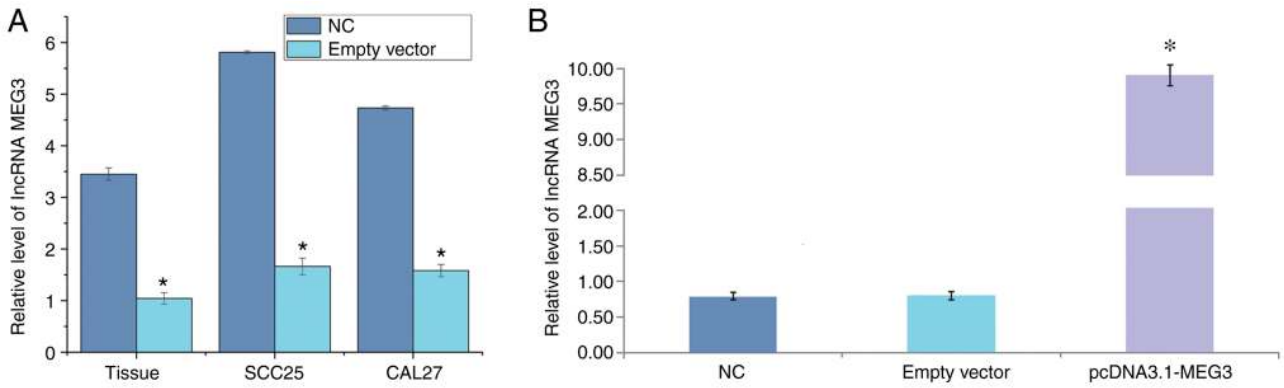 A
Relative level of lncRNA MEG3
6
5
4
3
2
1
0
NC
Empty vector
*
*
*
Tissue SCC25 CAL27
B
Relative level of lncRNA MEG3
10.00
9.50
9.00
8.50
2.00
1.50
1.00
0.50
0.00
*
NC Empty vector pcDNA3.1-MEG3